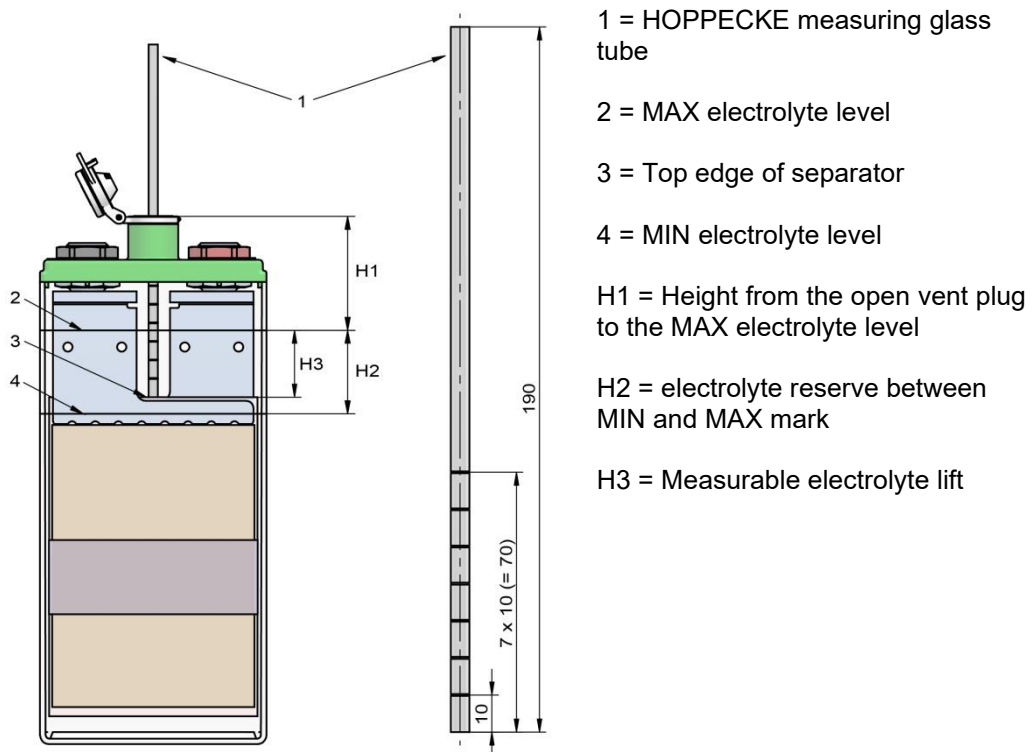 1 = HOPPECKE measuring glass
tube
2 = MAX electrolyte level
3 = Top edge of separator
4 = MIN electrolyte level
H1 = Height from the open vent plug
to the MAX electrolyte level
H2 = electrolyte reserve between
MIN and MAX mark
H3 = Measurable electrolyte lift
1
H1
2
3
H3
H2
4
190
7 x 10 (= 70)
10